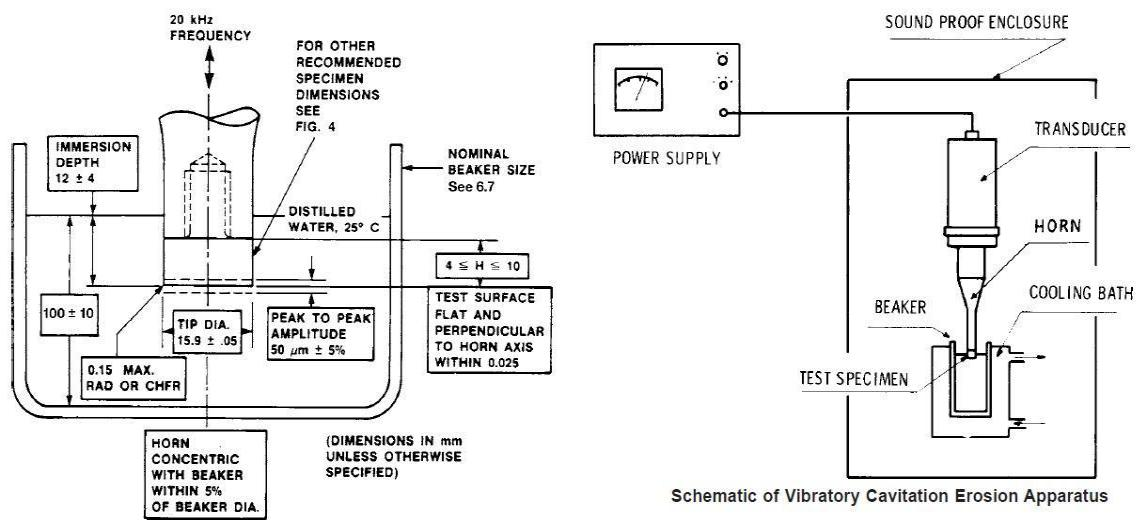 20 kHz
FREQUENCY
FOR OTHER
RECOMMENDED
SPECIMEN
DIMENSIONS
SEE
FIG. 4
IMMERSION
DEPTH
12 ± 4
NOMINAL
BEAKER SIZE
See 6.7
DISTILLED
WATER, 25° C
4 ≦ H ≦ 10
100 ± 10
TIP DIA.
15.9 ± .05
PEAK TO PEAK
AMPLITUDE
50 μm ± 5%
TEST SURFACE
FLAT AND
PERPENDICULAR
TO HORN AXIS
WITHIN 0.025
0.15 MAX.
RAD OR CHFR
HORN
CONCENTRIC
WITH BEAKER
WITHIN 5%
OF BEAKER DIA.
(DIMENSIONS IN mm
UNLESS OTHERWISE
SPECIFIED)
SOUND PROOF ENCLOSURE
POWER SUPPLY
TRANSDUCER
HORN
COOLING BATH
BEAKER
TEST SPECIMEN
Schematic of Vibratory Cavitation Erosion Apparatus